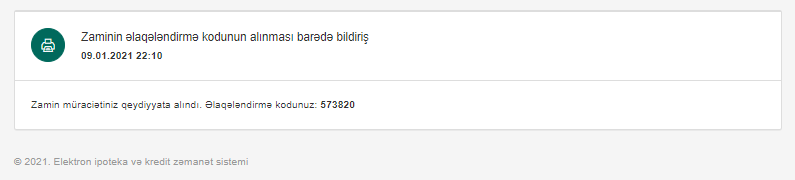 Zaminin əlaqələndirmə kodunun alınması barədə bildiriş
09.01.2021 22:10
Zamin müraciətiniz qeydiyyata alındı. Əlaqələndirmə kodunuz: 573820
© 2021. Elektron ipoteka və kredit zəmanət sistemi